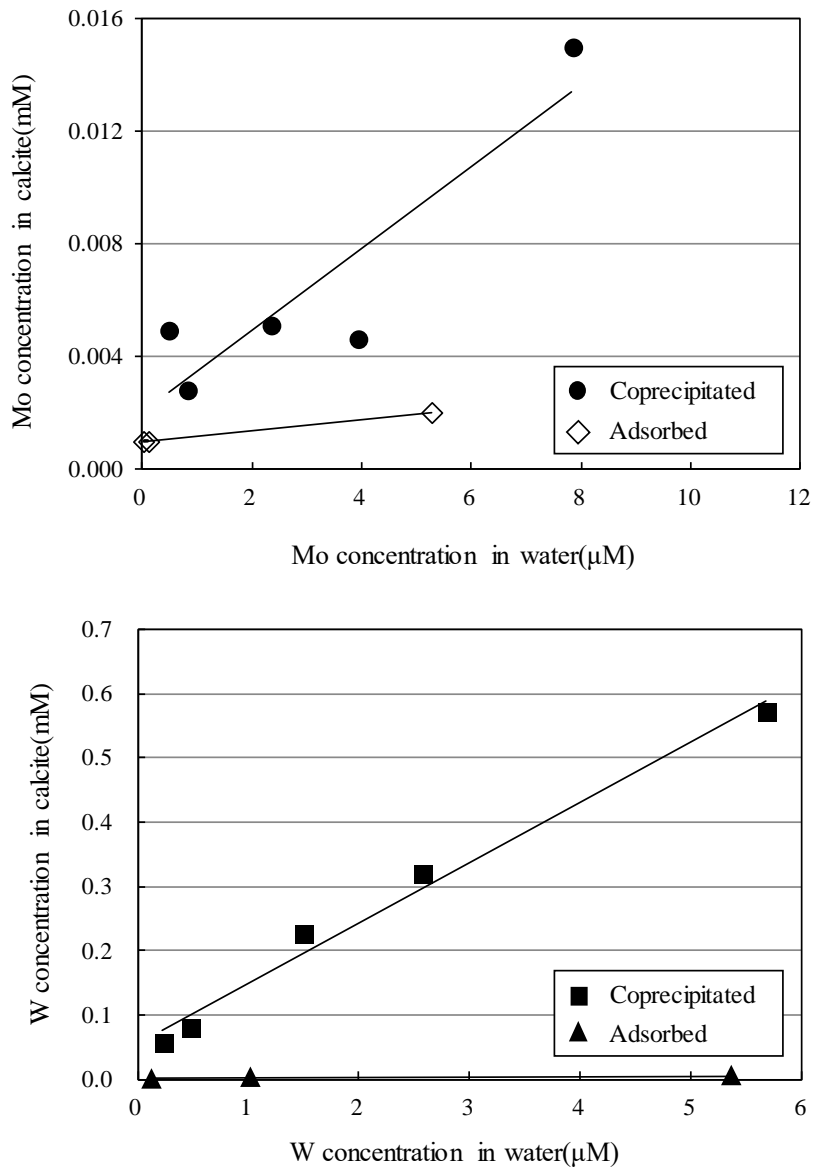 0.016
0.012
0.008
0.004
0.000
Mo concentration in calcite(mM)
Coprecipitated
Adsorbed
0 2 4 6 8 10 12
Mo concentration in water(μM)
0.7
0.6
0.5
0.4
0.3
0.2
0.1
0.0
W concentration in calcite(mM)
Coprecipitated
Adsorbed
0 1 2 3 4 5 6
W concentration in water(μM)